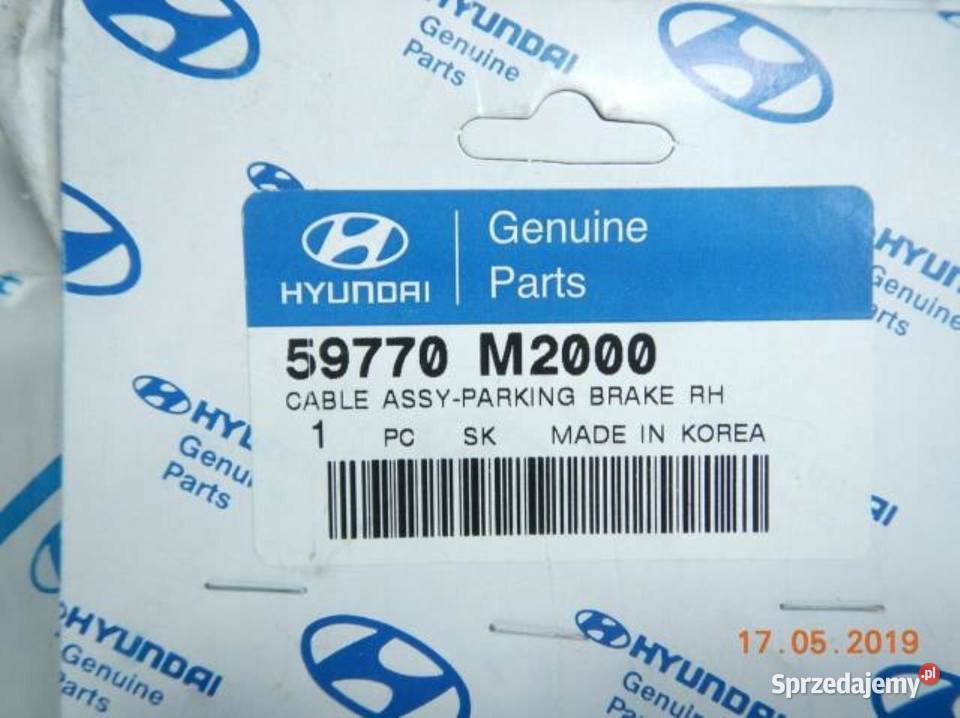 HYUNDAI
Genuine
Parts
HYUNDAI
Genuine
Parts
59770 M2000
CABLE ASSY-PARKING BRAKE RH
1 PC SK MADE IN KOREA
HYUNDAI
Genuine
Parts
17.05.2019
HYUNDAI
Genuine
Sprzedajemy.pl